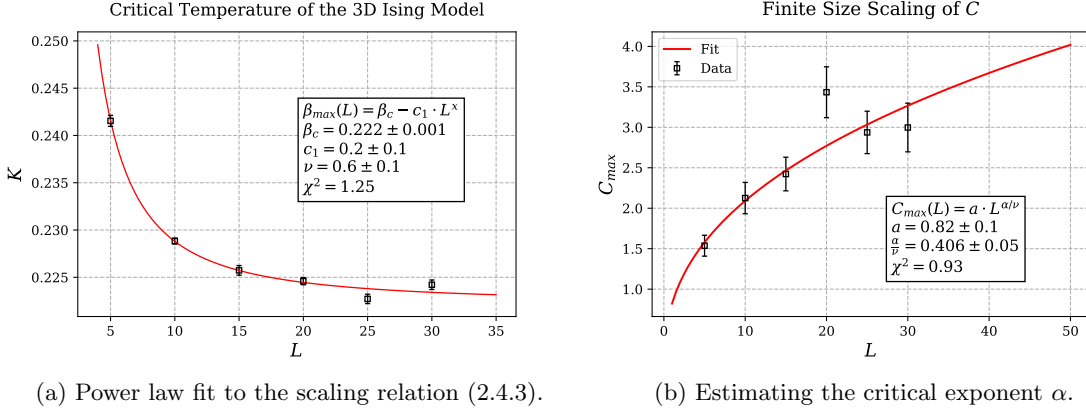 Critical Temperature of the 3D Ising Model
0.250
0.240
0.235
0.230
0.225
K
5
10
15
20
25
30
35
L
β_max(L) = β_c − c_1 · L^x
β_c = 0.222 ± 0.001
c_1 = 0.2 ± 0.1
ν = 0.6 ± 0.1
χ² = 1.25
(a) Power law fit to the scaling relation (2.4.3).
Finite Size Scaling of C
Fit
Data
4.0
3.5
3.0
2.5
2.0
1.5
1.0
C_max
0
10
20
30
40
50
L
C_max(L) = a · L^{α/ν}
a = 0.82 ± 0.1
α/ν = 0.406 ± 0.05
χ² = 0.93
(b) Estimating the critical exponent α.